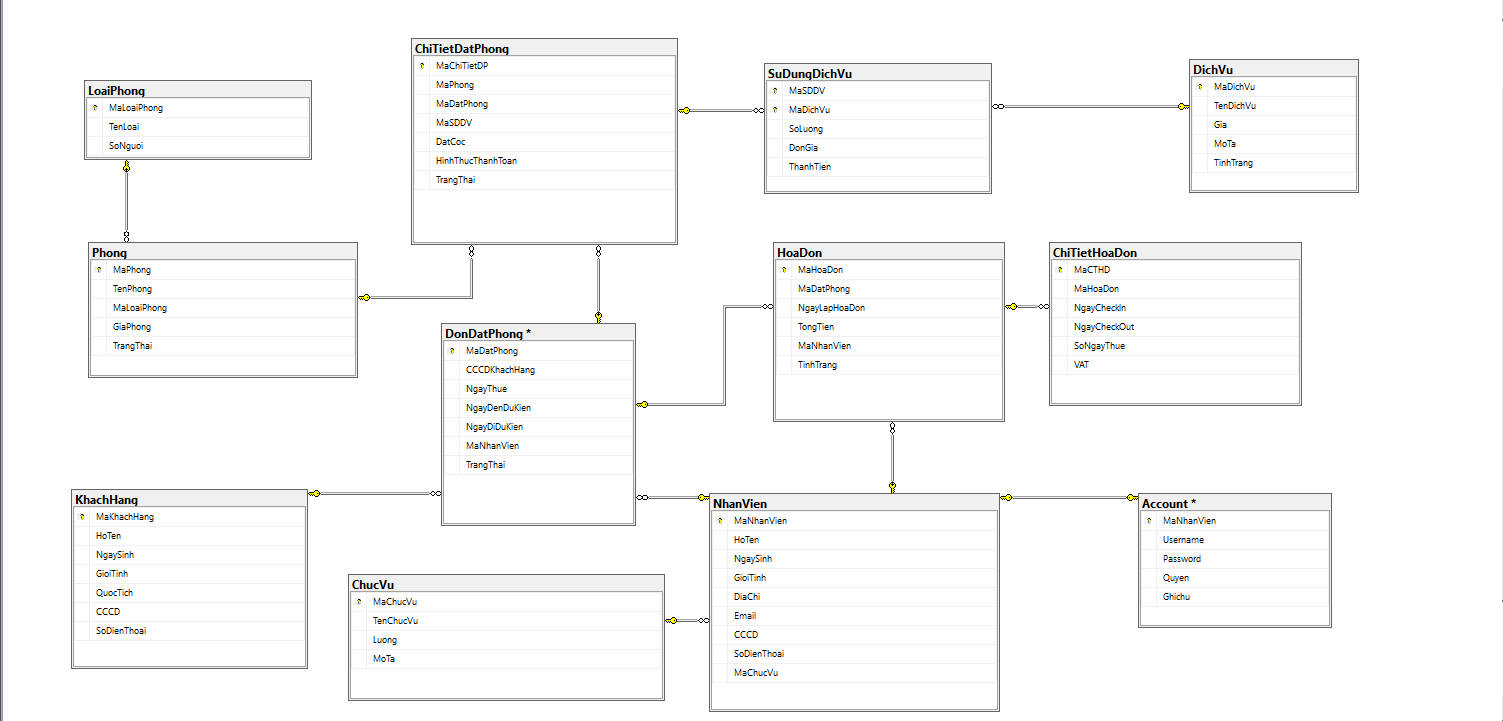 LoaiPhong
MaLoaiPhong
TenLoai
SoNguoi
ChiTietDatPhong
MaChiTietDP
MaPhong
MaDatPhong
MaSDDV
DatCoc
HinhThucThanhToan
TrangThai
SuDungDichVu
MaSDDV
MaDichVu
SoLuong
DonGia
ThanhTien
DichVu
MaDichVu
TenDichVu
Gia
MoTa
TinhTrang
Phong
MaPhong
TenPhong
MaLoaiPhong
GiaPhong
TrangThai
DonDatPhong *
MaDatPhong
CCCDKhachHang
NgayThue
NgayDenDuKien
NgayDiDuKien
MaNhanVien
TrangThai
HoaDon
MaHoaDon
MaDatPhong
NgayLapHoaDon
TongTien
MaNhanVien
TinhTrang
ChiTietHoaDon
MaCTHD
MaHoaDon
NgayCheckIn
NgayCheckOut
SoNgayThue
VAT
KhachHang
MaKhachHang
HoTen
NgaySinh
GioiTinh
QuocTich
CCCD
SoDienThoai
ChucVu
MaChucVu
TenChucVu
Luong
MoTa
NhanVien
MaNhanVien
HoTen
NgaySinh
GioiTinh
DiaChi
Email
CCCD
SoDienThoai
MaChucVu
Account *
MaNhanVien
Username
Password
Quyen
Ghichu